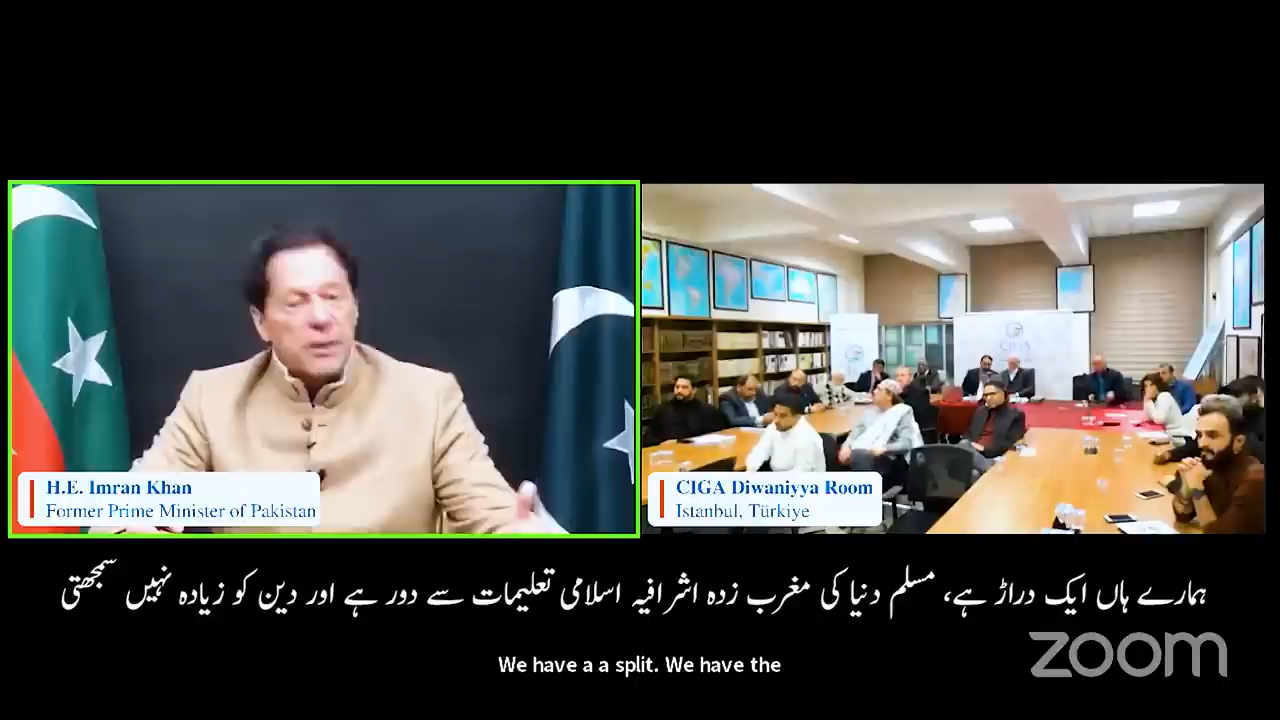 H.E. Imran Khan
Former Prime Minister of Pakistan
CIGA
CIGA Diwaniyya Room
Istanbul, Türkiye
ہمارے ہاں ایک دراڑ ہے، مسلم دنیا کی مغرب زدہ اشرافیہ اسلامی تعلیمات سے دور ہے اور دین کو زیادہ نہیں سمجھتی
We have a a split. We have the
zoom